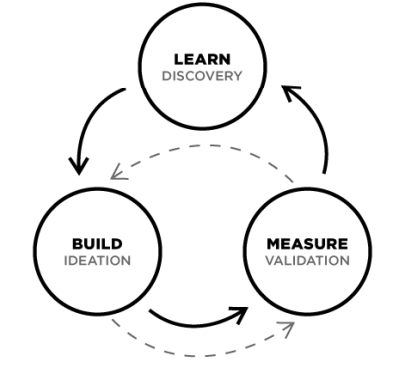 LEARN
DISCOVERY
BUILD
IDEATION
MEASURE
VALIDATION